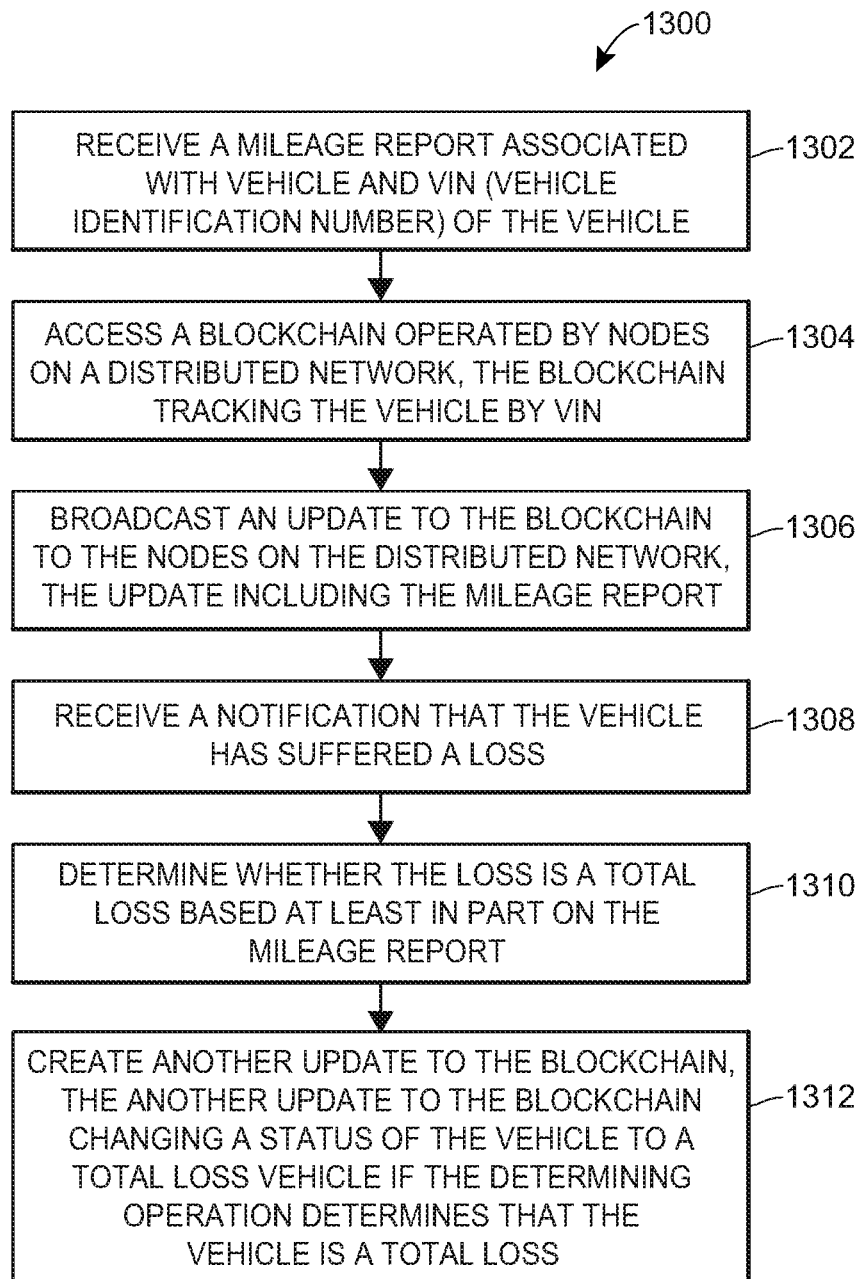 1300
RECEIVE A MILEAGE REPORT ASSOCIATED
WITH VEHICLE AND VIN (VEHICLE
IDENTIFICATION NUMBER) OF THE VEHICLE
1302
ACCESS A BLOCKCHAIN OPERATED BY NODES
ON A DISTRIBUTED NETWORK, THE BLOCKCHAIN
TRACKING THE VEHICLE BY VIN
1304
BROADCAST AN UPDATE TO THE BLOCKCHAIN
TO THE NODES ON THE DISTRIBUTED NETWORK,
THE UPDATE INCLUDING THE MILEAGE REPORT
1306
RECEIVE A NOTIFICATION THAT THE VEHICLE
HAS SUFFERED A LOSS
1308
DETERMINE WHETHER THE LOSS IS A TOTAL
LOSS BASED AT LEAST IN PART ON THE
MILEAGE REPORT
1310
CREATE ANOTHER UPDATE TO THE BLOCKCHAIN,
THE ANOTHER UPDATE TO THE BLOCKCHAIN
CHANGING A STATUS OF THE VEHICLE TO A
TOTAL LOSS VEHICLE IF THE DETERMINING
OPERATION DETERMINES THAT THE
VEHICLE IS A TOTAL LOSS
1312